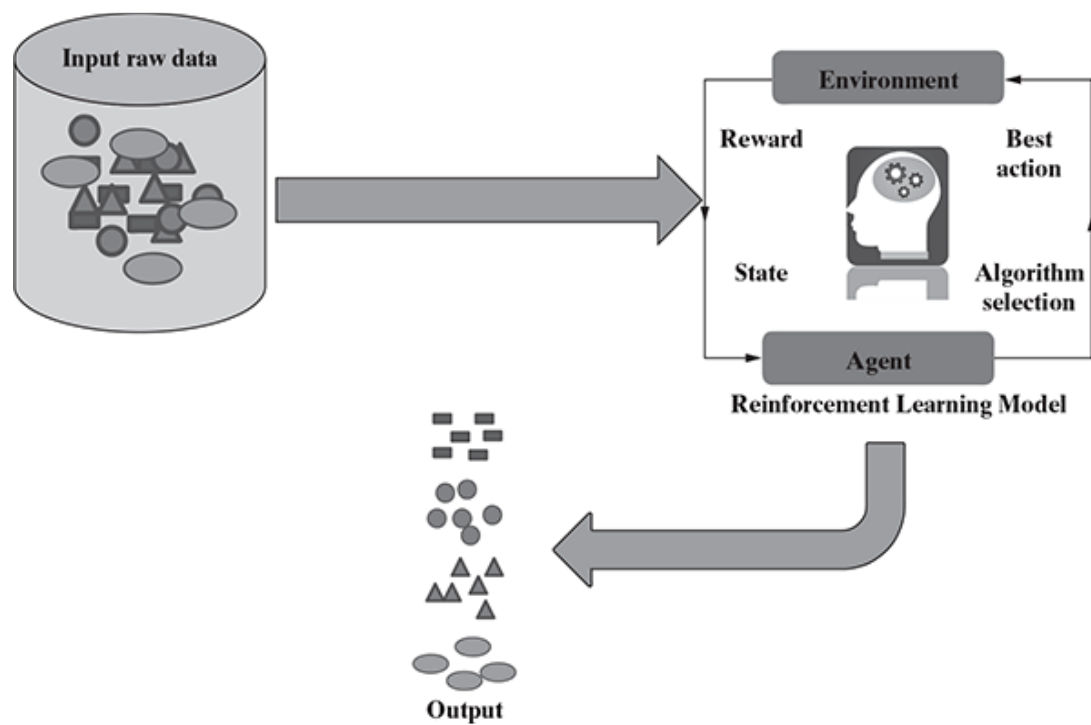 Input raw data
Environment
Reward
Best
action
State
Algorithm
selection
Agent
Reinforcement Learning Model
Output